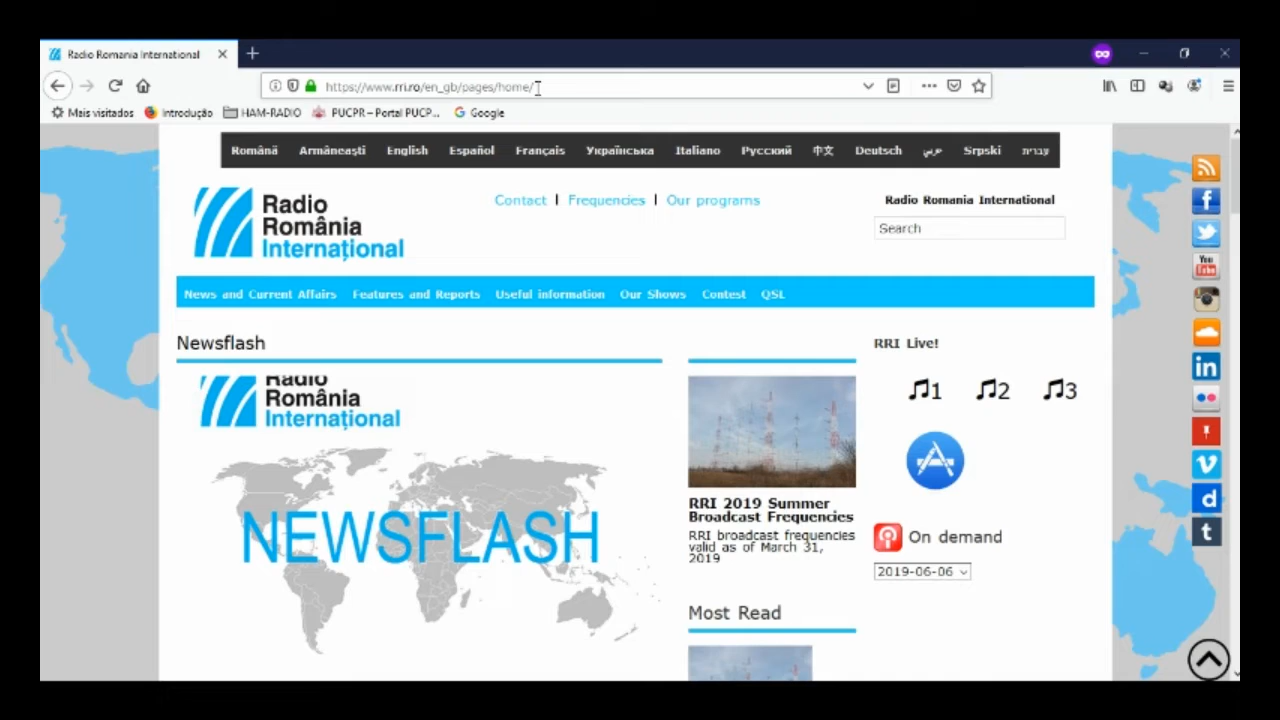 Radio Romania International
https://www.rri.ro/en_gb/pages/home/
Mais visitados Introdução HAM-RADIO PUCPR – Portal PUCP... Google
Română Armâneaști English Español Français Українська Italiano Русский 中文 Deutsch عربي Srpski עברית
Radio
România
Internațional
Contact | Frequencies | Our programs
Radio Romania International
Search
News and Current Affairs Features and Reports Useful information Our Shows Contest QSL
Newsflash
Radio
România
Internațional
NEWSFLASH
RRI 2019 Summer
Broadcast Frequencies
RRI broadcast frequencies
valid as of March 31,
2019
Most Read
RRI Live!
1 2 3
On demand
2019-06-06
You
Tube
in
d
t